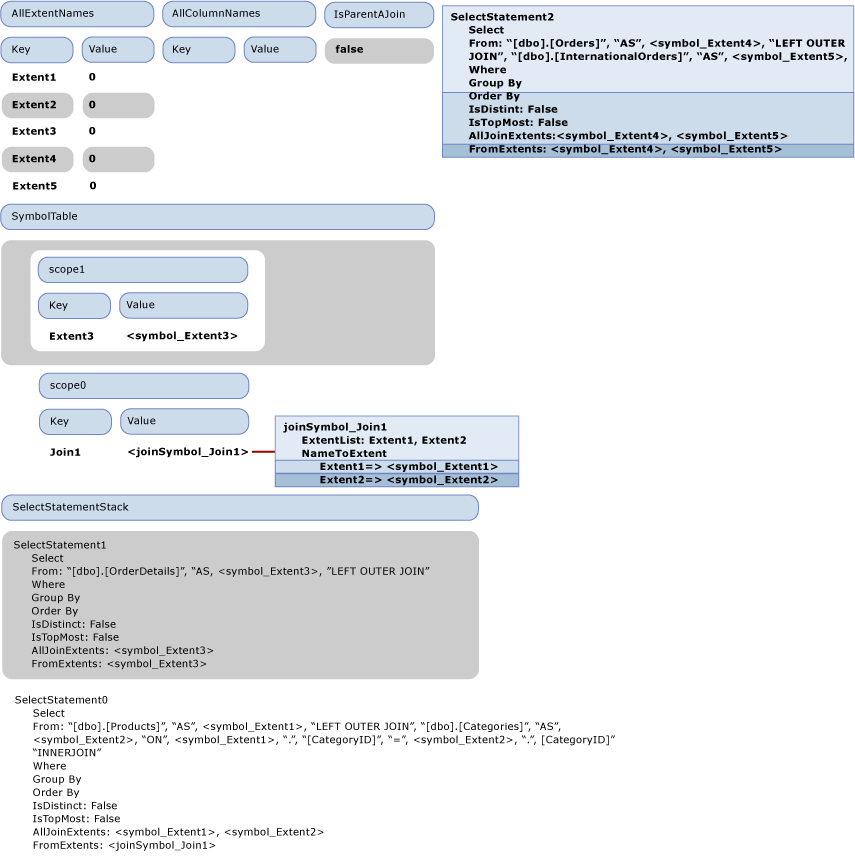 AllExtentNames AllColumnNames IsParentAJoin
Key Value Key Value false
Extent1 0
Extent2 0
Extent3 0
Extent4 0
Extent5 0
SelectStatement2
Select
From: “[dbo].[Orders]”, “AS”, <symbol_Extent4>, “LEFT OUTER
JOIN”, “[dbo].[InternationalOrders]”, “AS”, <symbol_Extent5>,
Where
Group By
Order By
IsDistint: False
IsTopMost: False
AllJoinExtents:<symbol_Extent4>, <symbol_Extent5>
FromExtents: <symbol_Extent4>, <symbol_Extent5>
SymbolTable
scope1
Key Value
Extent3 <symbol_Extent3>
scope0
Key Value
Join1 <joinSymbol_Join1>
joinSymbol_Join1
ExtentList: Extent1, Extent2
NameToExtent
Extent1=> <symbol_Extent1>
Extent2=> <symbol_Extent2>
SelectStatementStack
SelectStatement1
Select
From: “[dbo].[OrderDetails]”, “AS, <symbol_Extent3>, ”LEFT OUTER JOIN”
Where
Group By
Order By
IsDistinct: False
IsTopMost: False
AllJoinExtents: <symbol_Extent3>
FromExtents: <symbol_Extent3>
SelectStatement0
Select
From: “[dbo].[Products]”, “AS”, <symbol_Extent1>, “LEFT OUTER JOIN”, “[dbo].[Categories]”, “AS”,
<symbol_Extent2>, “ON”, <symbol_Extent1>, “.”, “[CategoryID]”, “=”, <symbol_Extent2>, “.”, [CategoryID]”
“INNERJOIN”
Where
Group By
Order By
IsDistinct: False
IsTopMost: False
AllJoinExtents: <symbol_Extent1>, <symbol_Extent2>
FromExtents: <joinSymbol_Join1>